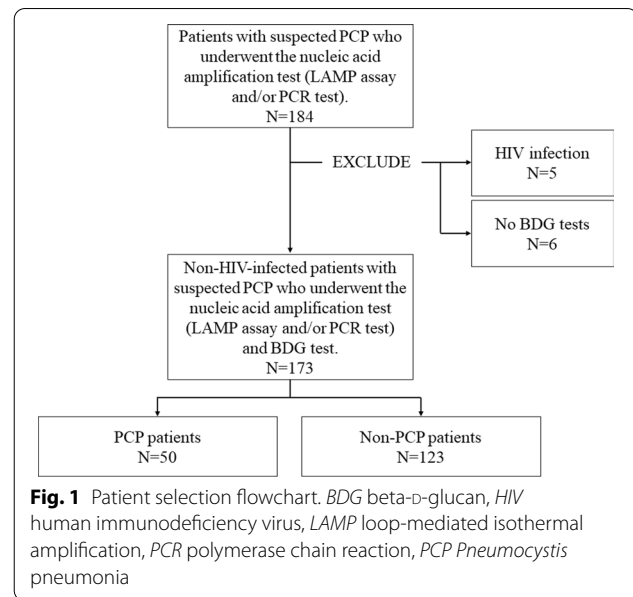 Patients with suspected PCP who
underwent the nucleic acid
amplification test (LAMP assay
and/or PCR test).
N=184
EXCLUDE
HIV infection
N=5
No BDG tests
N=6
Non-HIV-infected patients with
suspected PCP who underwent the
nucleic acid amplification test
(LAMP assay and/or PCR test)
and BDG test.
N=173
PCP patients
N=50
Non-PCP patients
N=123
Fig. 1 Patient selection flowchart. BDG beta-D-glucan, HIV
human immunodeficiency virus, LAMP loop-mediated isothermal
amplification, PCR polymerase chain reaction, PCP Pneumocystis
pneumonia